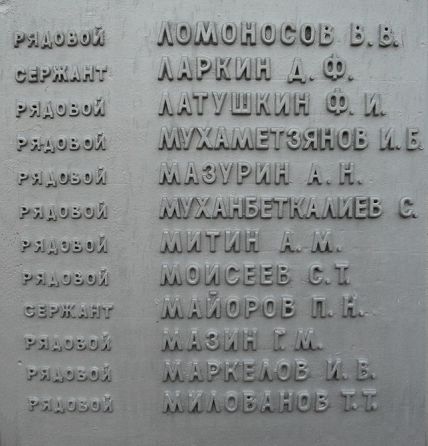 РЯДОВОЙ ЛОМОНОСОВ В. В.
СЕРЖАНТ ЛАРКИН Д. Ф.
РЯДОВОЙ ЛАТУШКИН Ф. И.
РЯДОВОЙ МУХАМЕТЗЯНОВ И. Б.
РЯДОВОЙ МАЗУРИН А. Н.
РЯДОВОЙ МУХАНБЕТКАЛИЕВ С.
РЯДОВОЙ МИТИН А. М.
РЯДОВОЙ МОИСЕЕВ С. Т.
СЕРЖАНТ МАЙОРОВ П. Н.
РЯДОВОЙ МАЗИН Г. М.
РЯДОВОЙ МАРКЕЛОВ И. В.
РЯДОВОЙ МИЛОВАНОВ Т. Т.